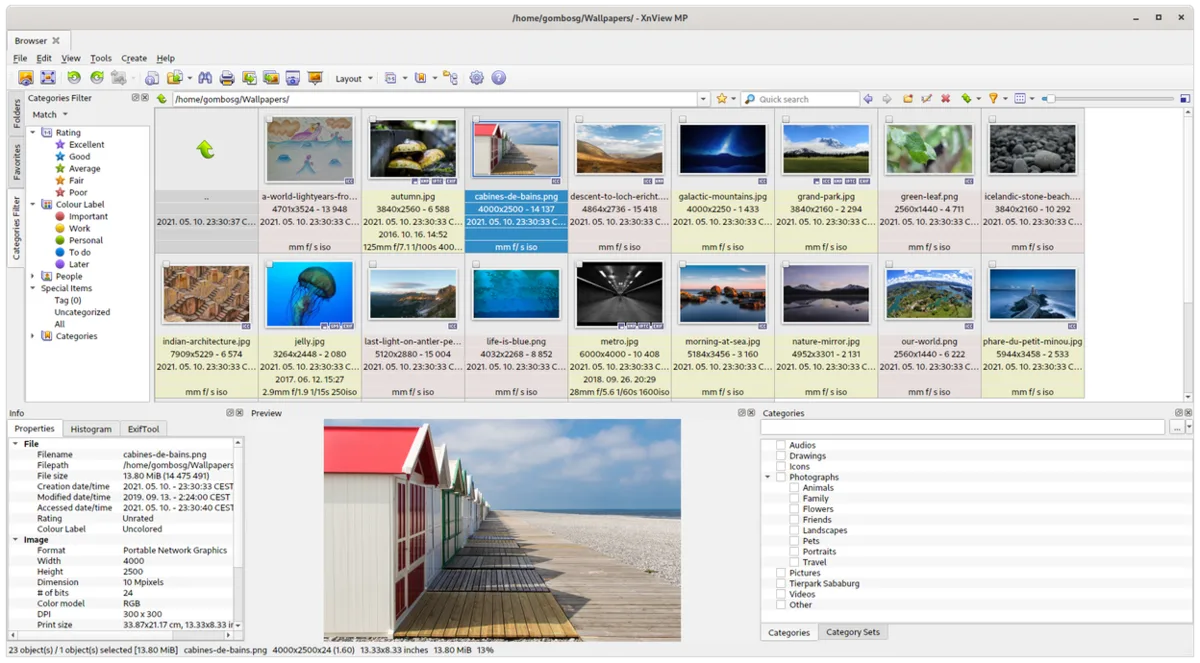 /home/gombosg/Wallpapers/ - XnView MP
Browser
File Edit View Tools Create Help
Layout
Folders
Favorites
Categories Filter
Categories Filter
Match
Rating
Excellent
Good
Average
Fair
Poor
Colour Label
Important
Work
Personal
To do
Later
People
Special Items
Tag (0)
Uncategorized
All
Categories
/home/gombosg/Wallpapers/
Quick search
..
2021. 05. 10. 23:30:37 C...
a-world-lightyears-fro...
4701x3524 - 13 948
2021. 05. 10. 23:30:33 C...
mm f/ s iso
autumn.jpg
3840x2560 - 6 588
2021. 05. 10. 23:30:33 C...
2016. 10. 16. 14:52
125mm f/7.1 1/100s 400...
cabines-de-bains.png
4000x2500 - 14 137
2021. 05. 10. 23:30:33 C...
mm f/ s iso
descent-to-loch-ericht....
4864x2736 - 15 418
2021. 05. 10. 23:30:33 C...
mm f/ s iso
galactic-mountains.jpg
4000x2250 - 1 433
2021. 05. 10. 23:30:33 C...
mm f/ s iso
grand-park.jpg
3840x2160 - 2 294
2021. 05. 10. 23:30:33 C...
mm f/ s iso
green-leaf.png
2560x1440 - 4 711
2021. 05. 10. 23:30:33 C...
mm f/ s iso
icelandic-stone-beach....
3840x2160 - 10 292
2021. 05. 10. 23:30:33 C...
mm f/ s iso
indian-architecture.jpg
7909x5229 - 6 574
2021. 05. 10. 23:30:33 C...
mm f/ s iso
jelly.jpg
3264x2448 - 2 080
2021. 05. 10. 23:30:33 C...
2017. 06. 12. 15:27
2.9mm f/1.9 1/15s 250iso
last-light-on-antler-pe...
5120x2880 - 15 004
2021. 05. 10. 23:30:33 C...
mm f/ s iso
life-is-blue.png
4032x2268 - 8 852
2021. 05. 10. 23:30:33 C...
mm f/ s iso
metro.jpg
6000x4000 - 10 408
2021. 05. 10. 23:30:33 C...
2018. 09. 26. 20:29
28mm f/5.6 1/60s 1600iso
morning-at-sea.jpg
5184x3456 - 3 160
2021. 05. 10. 23:30:33 C...
mm f/ s iso
nature-mirror.jpg
4952x3301 - 2 131
2021. 05. 10. 23:30:33 C...
mm f/ s iso
our-world.png
2560x1440 - 6 222
2021. 05. 10. 23:30:33 C...
mm f/ s iso
phare-du-petit-minou.jpg
5944x3458 - 2 533
2021. 05. 10. 23:30:33 C...
mm f/ s iso
Info
Properties Histogram ExifTool
File
Filename cabines-de-bains.png
Filepath /home/gombosg/Wallpapers
File size 13.80 MiB (14 475 491)
Creation date/time 2021. 05. 10. - 23:30:33 CEST
Modified date/time 2019. 09. 13. - 2:24:00 CEST
Accessed date/time 2021. 05. 10. - 23:30:40 CEST
Rating Unrated
Colour Label Uncolored
Image
Format Portable Network Graphics
Width 4000
Height 2500
Dimension 10 Mpixels
# of bits 24
Color model RGB
DPI 300 x 300
Print size 33.87x21.17 cm, 13.33x8.33 i
Preview
Categories
...
Audios
Drawings
Icons
Photographs
Animals
Family
Flowers
Friends
Landscapes
Pets
Portraits
Travel
Pictures
Tierpark Sababurg
Videos
Other
Categories Category Sets
23 object(s) / 1 object(s) selected [13.80 MiB] cabines-de-bains.png 4000x2500x24 (1.60) 13.33x8.33 inches 13.80 MiB 13%